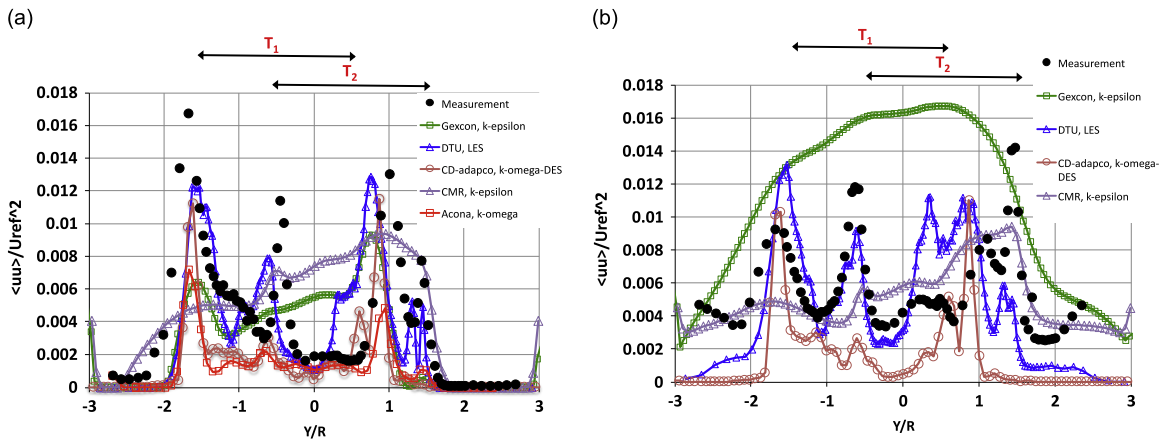 (a)
T1
T2
0.018
0.016
0.014
0.012
0.01
0.008
0.006
0.004
0.002
0
-3
-2
-1
0
1
2
3
<uu>/Uref^2
Y/R
Measurement
Gexcon, k-epsilon
DTU, LES
CD-adapco, k-omega-DES
CMR, k-epsilon
Acona, k-omega
(b)
T1
T2
0.018
0.016
0.014
0.012
0.01
0.008
0.006
0.004
0.002
0
-3
-2
-1
0
1
2
3
<uu>/Uref^2
Y/R
Measurement
Gexcon, k-epsilon
DTU, LES
CD-adapco, k-omega-
DES
CMR, k-epsilon